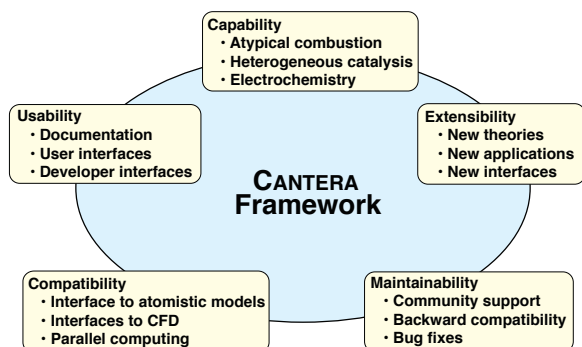 Capability
· Atypical combustion
· Heterogeneous catalysis
· Electrochemistry
Usability
· Documentation
· User interfaces
· Developer interfaces
Extensibility
· New theories
· New applications
· New interfaces
CANTERA
Framework
Compatibility
· Interface to atomistic models
· Interfaces to CFD
· Parallel computing
Maintainability
· Community support
· Backward compatibility
· Bug fixes